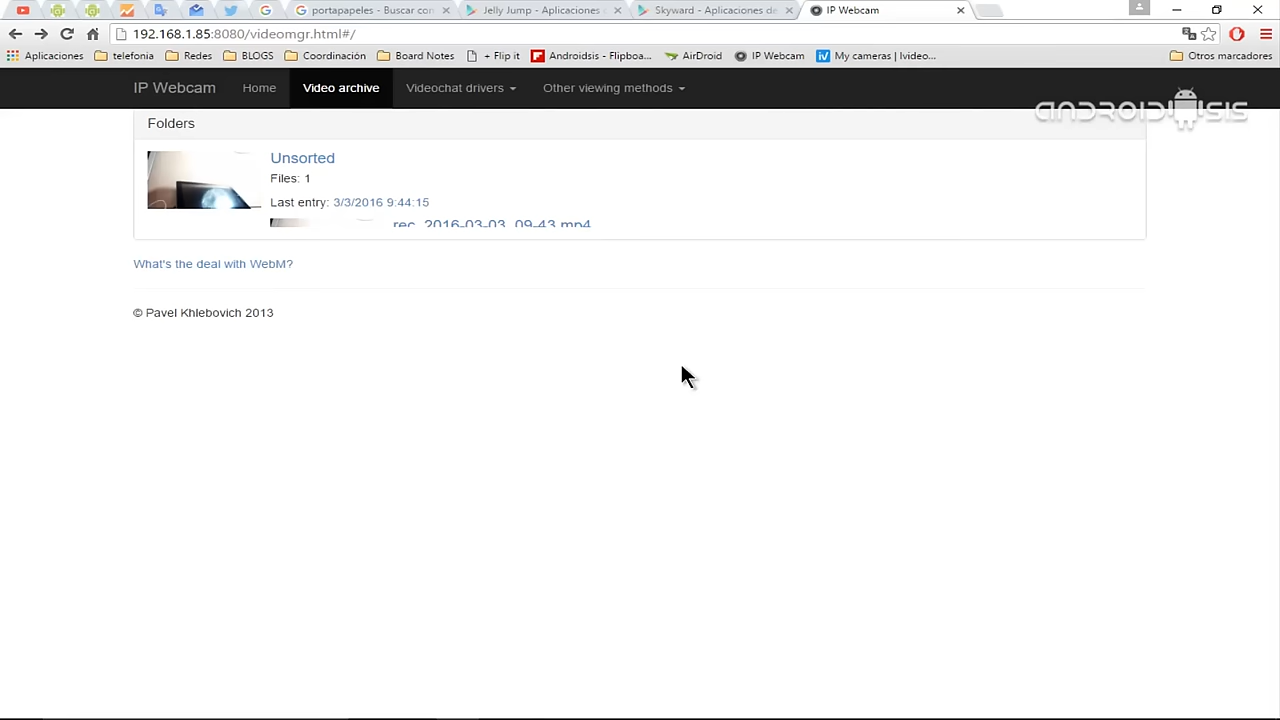 portapapeles - Buscar con
Jelly Jump - Aplicaciones
Skyward - Aplicaciones de
IP Webcam
192.168.1.85:8080/videomgr.html#/
Aplicaciones
telefonia
Redes
BLOGS
Coordinación
Board Notes
+ Flip it
Androidsis - Flipboa...
AirDroid
IP Webcam
My cameras | Ivideo...
Otros marcadores
IP Webcam
Home
Video archive
Videochat drivers
Other viewing methods
ANDROIDSIS
Folders
Unsorted
Files: 1
Last entry: 3/3/2016 9:44:15
rec_2016-03-03_09-43.mp4
What's the deal with WebM?
© Pavel Khlebovich 2013